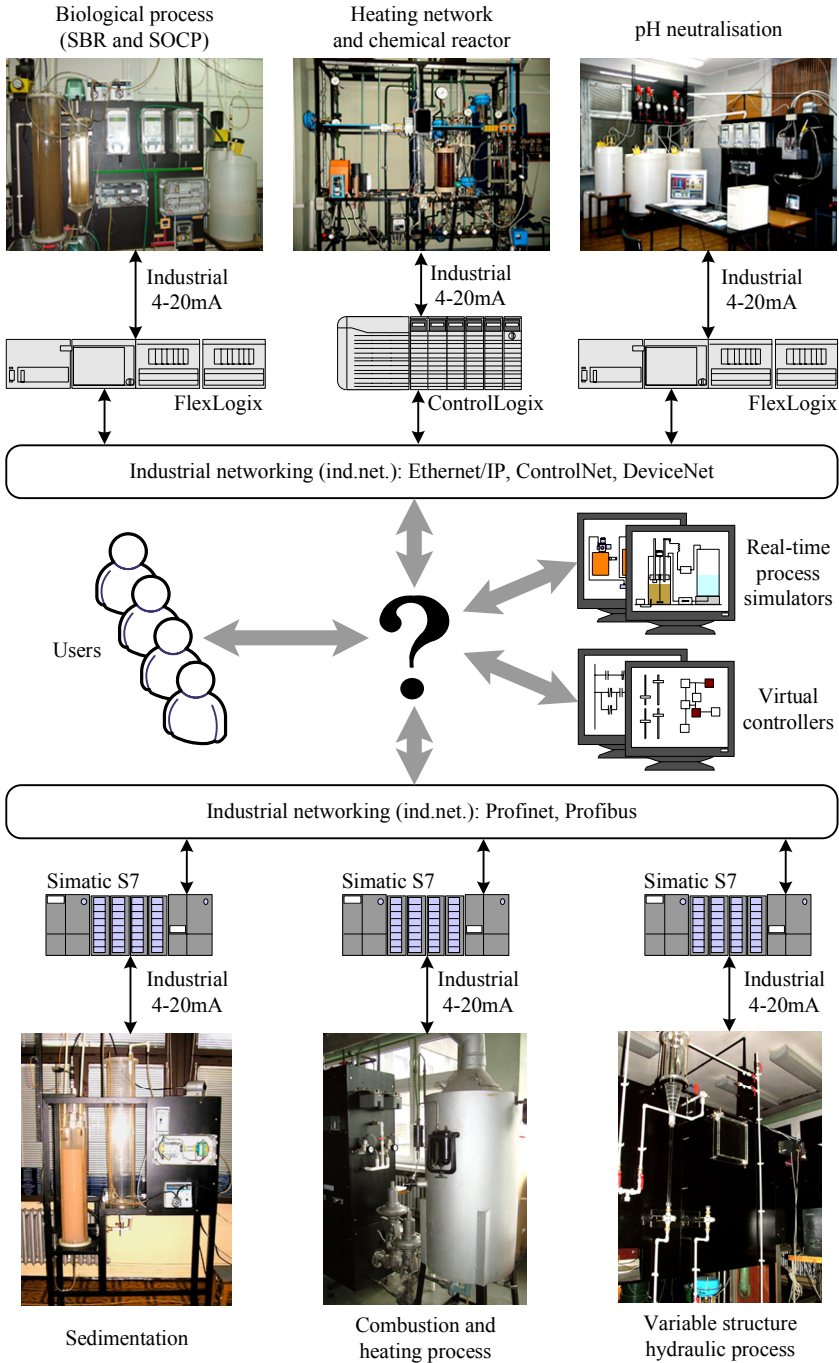 Biological process
(SBR and SOCP)
Heating network
and chemical reactor
pH neutralisation
Industrial
4-20mA
Industrial
4-20mA
Industrial
4-20mA
FlexLogix
ControlLogix
FlexLogix
Industrial networking (ind.net.): Ethernet/IP, ControlNet, DeviceNet
Users
?
Real-time
process
simulators
Virtual
controllers
Industrial networking (ind.net.): Profinet, Profibus
Simatic S7
Simatic S7
Simatic S7
Industrial
4-20mA
Industrial
4-20mA
Industrial
4-20mA
Sedimentation
Combustion and
heating process
Variable structure
hydraulic process